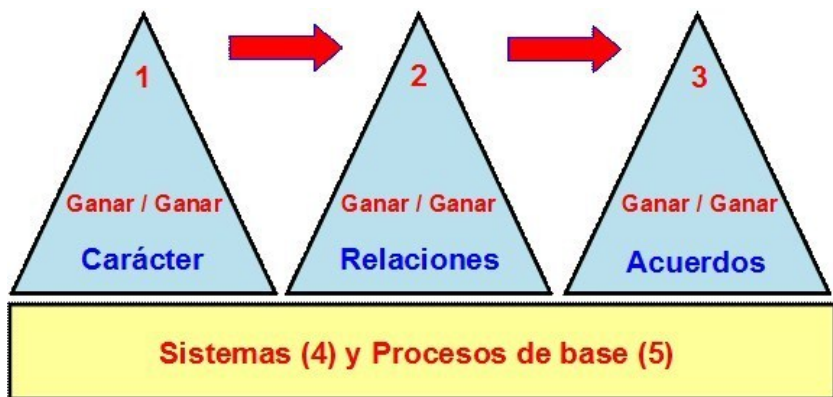 1
2
3
Ganar / Ganar
Ganar / Ganar
Ganar / Ganar
Carácter
Relaciones
Acuerdos
Sistemas (4) y Procesos de base (5)